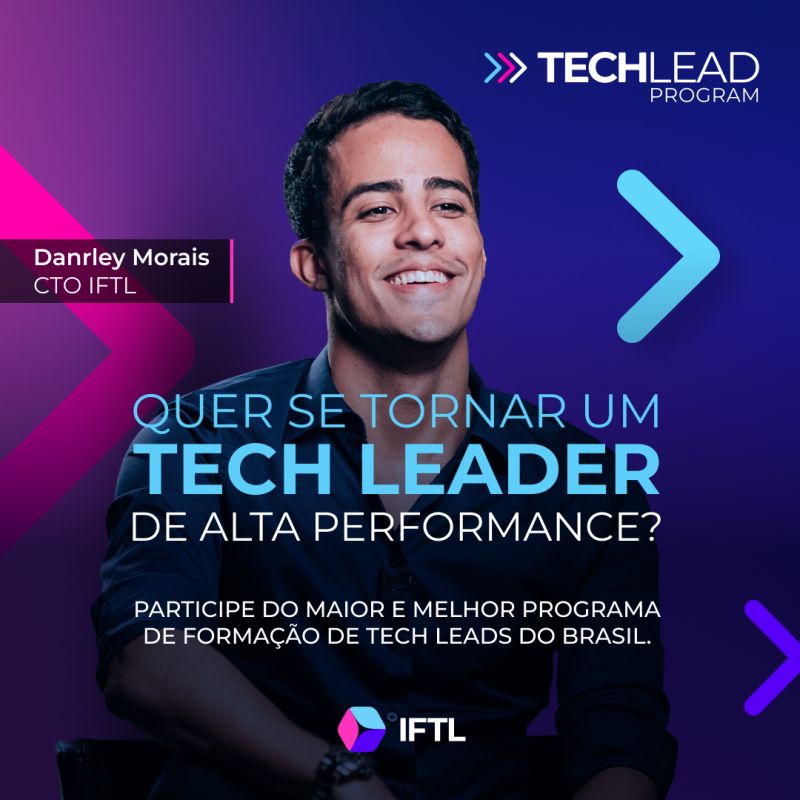 TECHLEAD
PROGRAM
Danrley Morais
CTO IFTL
QUER SE TORNAR UM
TECH LEADER
DE ALTA PERFORMANCE?
PARTICIPE DO MAIOR E MELHOR PROGRAMA
DE FORMAÇÃO DE TECH LEADS DO BRASIL.
IFTL